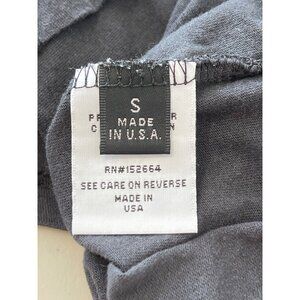 S
MADE
IN U.S.A.
RN#152664
SEE CARE ON REVERSE
MADE IN
USA